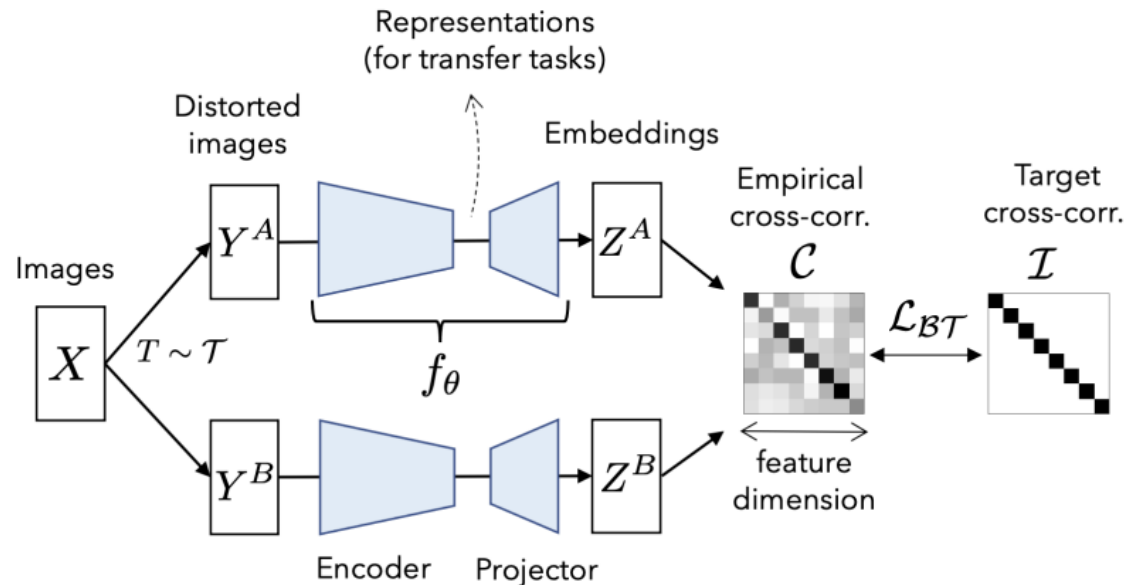 Representations
(for transfer tasks)
Distorted
images
Embeddings
Empirical
cross-corr.
Target
cross-corr.
Images
Y^A
Z^A
𝒞
ℐ
X
T ~ 𝒯
f_θ
ℒ_ℬ𝒯
Y^B
Z^B
feature
dimension
Encoder
Projector